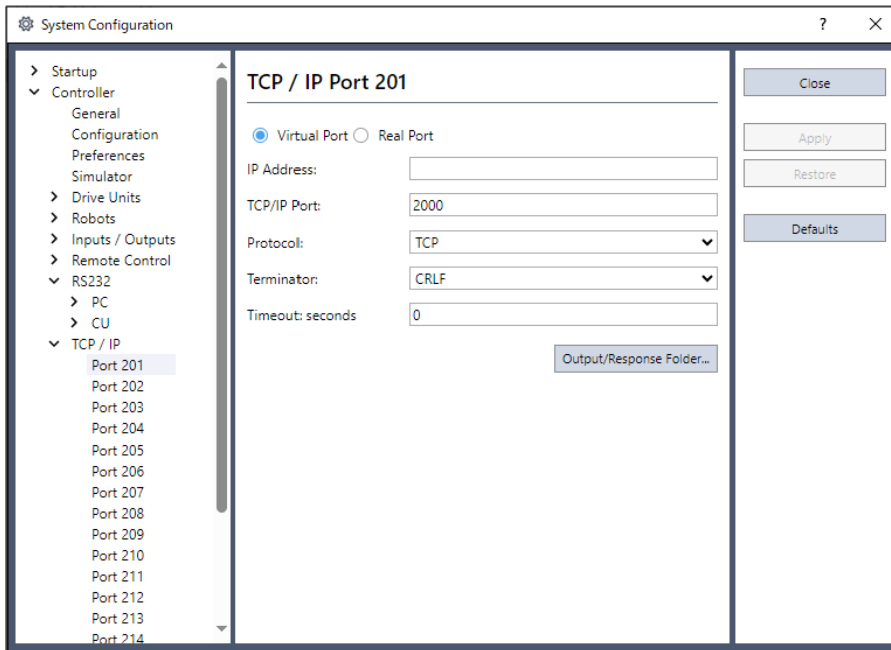 System Configuration
?
Startup
Controller
General
Configuration
Preferences
Simulator
Drive Units
Robots
Inputs / Outputs
Remote Control
RS232
PC
CU
TCP / IP
Port 201
Port 202
Port 203
Port 204
Port 205
Port 206
Port 207
Port 208
Port 209
Port 210
Port 211
Port 212
Port 213
Port 214
TCP / IP Port 201
Virtual Port Real Port
IP Address:
TCP/IP Port: 2000
Protocol: TCP
Terminator: CRLF
Timeout: seconds 0
Output/Response Folder...
Close
Apply
Restore
Defaults